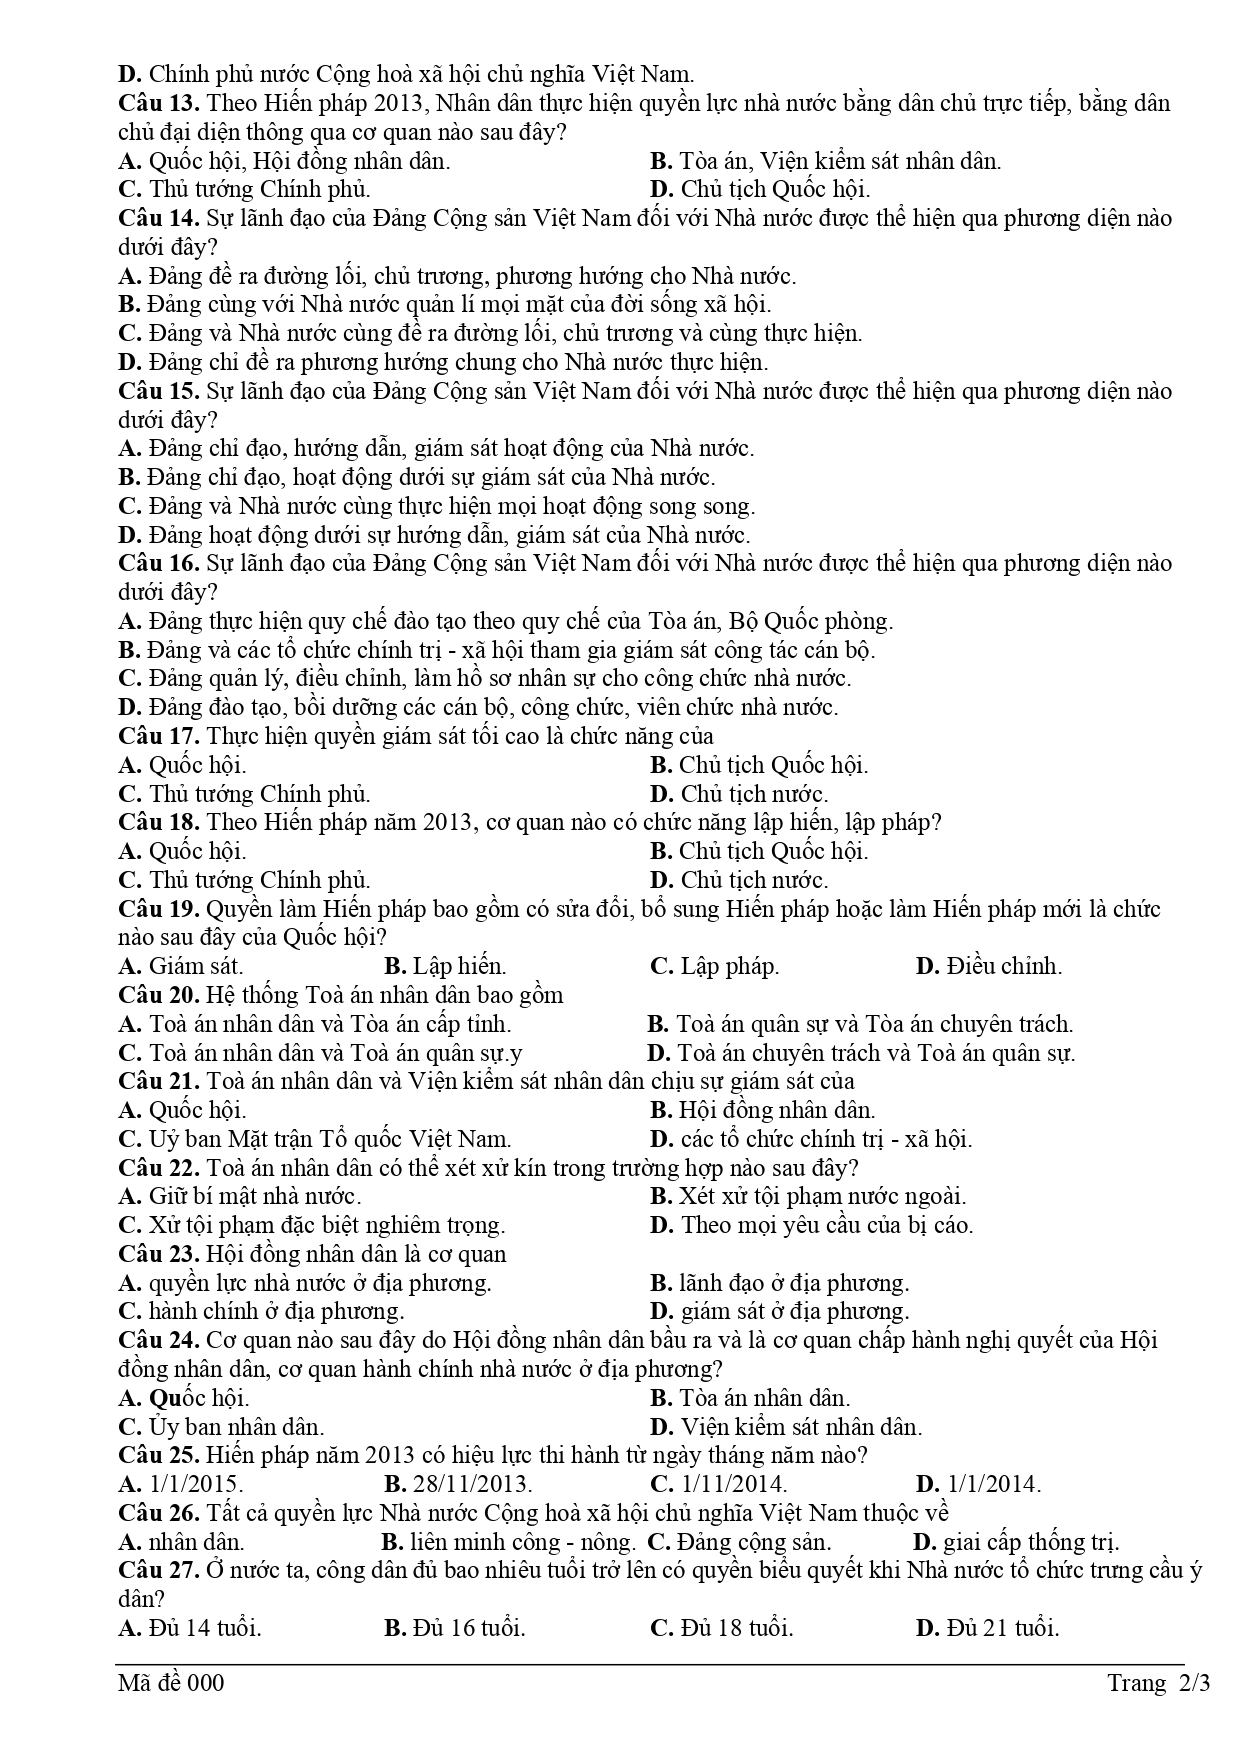 D. Chính phủ nước Cộng hoà xã hội chủ nghĩa Việt Nam.
Câu 13. Theo Hiến pháp 2013, Nhân dân thực hiện quyền lực nhà nước bằng dân chủ trực tiếp, bằng dân
chủ đại diện thông qua cơ quan nào sau đây?
A. Quốc hội, Hội đồng nhân dân. B. Tòa án, Viện kiểm sát nhân dân.
C. Thủ tướng Chính phủ. D. Chủ tịch Quốc hội.
Câu 14. Sự lãnh đạo của Đảng Cộng sản Việt Nam đối với Nhà nước được thể hiện qua phương diện nào
dưới đây?
A. Đảng đề ra đường lối, chủ trương, phương hướng cho Nhà nước.
B. Đảng cùng với Nhà nước quản lí mọi mặt của đời sống xã hội.
C. Đảng và Nhà nước cùng đề ra đường lối, chủ trương và cùng thực hiện.
D. Đảng chỉ đề ra phương hướng chung cho Nhà nước thực hiện.
Câu 15. Sự lãnh đạo của Đảng Cộng sản Việt Nam đối với Nhà nước được thể hiện qua phương diện nào
dưới đây?
A. Đảng chỉ đạo, hướng dẫn, giám sát hoạt động của Nhà nước.
B. Đảng chỉ đạo, hoạt động dưới sự giám sát của Nhà nước.
C. Đảng và Nhà nước cùng thực hiện mọi hoạt động song song.
D. Đảng hoạt động dưới sự hướng dẫn, giám sát của Nhà nước.
Câu 16. Sự lãnh đạo của Đảng Cộng sản Việt Nam đối với Nhà nước được thể hiện qua phương diện nào
dưới đây?
A. Đảng thực hiện quy chế đào tạo theo quy chế của Tòa án, Bộ Quốc phòng.
B. Đảng và các tổ chức chính trị - xã hội tham gia giám sát công tác cán bộ.
C. Đảng quản lý, điều chỉnh, làm hồ sơ nhân sự cho công chức nhà nước.
D. Đảng đào tạo, bồi dưỡng các cán bộ, công chức, viên chức nhà nước.
Câu 17. Thực hiện quyền giám sát tối cao là chức năng của
A. Quốc hội. B. Chủ tịch Quốc hội.
C. Thủ tướng Chính phủ. D. Chủ tịch nước.
Câu 18. Theo Hiến pháp năm 2013, cơ quan nào có chức năng lập hiến, lập pháp?
A. Quốc hội. B. Chủ tịch Quốc hội.
C. Thủ tướng Chính phủ. D. Chủ tịch nước.
Câu 19. Quyền làm Hiến pháp bao gồm có sửa đổi, bổ sung Hiến pháp hoặc làm Hiến pháp mới là chức
nào sau đây của Quốc hội?
A. Giám sát. B. Lập hiến. C. Lập pháp. D. Điều chỉnh.
Câu 20. Hệ thống Toà án nhân dân bao gồm
A. Toà án nhân dân và Tòa án cấp tỉnh. B. Toà án quân sự và Tòa án chuyên trách.
C. Toà án nhân dân và Toà án quân sự.y D. Toà án chuyên trách và Toà án quân sự.
Câu 21. Toà án nhân dân và Viện kiểm sát nhân dân chịu sự giám sát của
A. Quốc hội. B. Hội đồng nhân dân.
C. Uỷ ban Mặt trận Tổ quốc Việt Nam. D. các tổ chức chính trị - xã hội.
Câu 22. Toà án nhân dân có thể xét xử kín trong trường hợp nào sau đây?
A. Giữ bí mật nhà nước. B. Xét xử tội phạm nước ngoài.
C. Xử tội phạm đặc biệt nghiêm trọng. D. Theo mọi yêu cầu của bị cáo.
Câu 23. Hội đồng nhân dân là cơ quan
A. quyền lực nhà nước ở địa phương. B. lãnh đạo ở địa phương.
C. hành chính ở địa phương. D. giám sát ở địa phương.
Câu 24. Cơ quan nào sau đây do Hội đồng nhân dân bầu ra và là cơ quan chấp hành nghị quyết của Hội
đồng nhân dân, cơ quan hành chính nhà nước ở địa phương?
A. Quốc hội. B. Tòa án nhân dân.
C. Ủy ban nhân dân. D. Viện kiểm sát nhân dân.
Câu 25. Hiến pháp năm 2013 có hiệu lực thi hành từ ngày tháng năm nào?
A. 1/1/2015. B. 28/11/2013. C. 1/11/2014. D. 1/1/2014.
Câu 26. Tất cả quyền lực Nhà nước Cộng hoà xã hội chủ nghĩa Việt Nam thuộc về
A. nhân dân. B. liên minh công - nông. C. Đảng cộng sản. D. giai cấp thống trị.
Câu 27. Ở nước ta, công dân đủ bao nhiêu tuổi trở lên có quyền biểu quyết khi Nhà nước tổ chức trưng cầu ý
dân?
A. Đủ 14 tuổi. B. Đủ 16 tuổi. C. Đủ 18 tuổi. D. Đủ 21 tuổi.
Mã đề 000 Trang 2/3